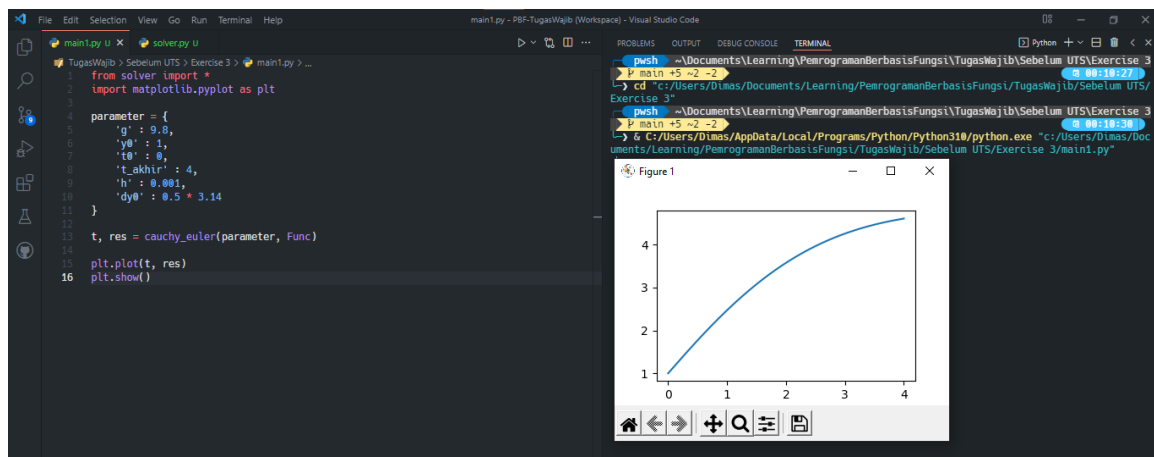 File Edit Selection View Go Run Terminal Help
main1.py - PBF-TugasWajib (Workspace) - Visual Studio Code
main1.py U
solver.py U
TugasWajib > Sebelum UTS > Exercise 3 > main1.py > ...
1 from solver import *
2 import matplotlib.pyplot as plt
3
4 parameter = {
5 'g' : 9.8,
6 'y0' : 1,
7 't0' : 0,
8 't_akhir' : 4,
9 'h' : 0.001,
10 'dy0' : 0.5 * 3.14
11 }
12
13 t, res = cauchy_euler(parameter, Func)
14
15 plt.plot(t, res)
16 plt.show()
9
PROBLEMS OUTPUT DEBUG CONSOLE TERMINAL
Python
pwsh ~\Documents\Learning\PemrogramanBerbasisFungsi\TugasWajib\Sebelum UTS\Exercise 3
main +5 ~2 -2
00:10:27
cd "c:/Users/Dimas/Documents/Learning/PemrogramanBerbasisFungsi/TugasWajib/Sebelum UTS/
Exercise 3"
pwsh ~\Documents\Learning\PemrogramanBerbasisFungsi\TugasWajib\Sebelum UTS\Exercise 3
main +5 ~2 -2
00:10:30
& C:/Users/Dimas/AppData/Local/Programs/Python/Python310/python.exe "c:/Users/Dimas/Doc
uments/Learning/PemrogramanBerbasisFungsi/TugasWajib/Sebelum UTS/Exercise 3/main1.py"
Figure 1
4
3
2
1
0 1 2 3 4